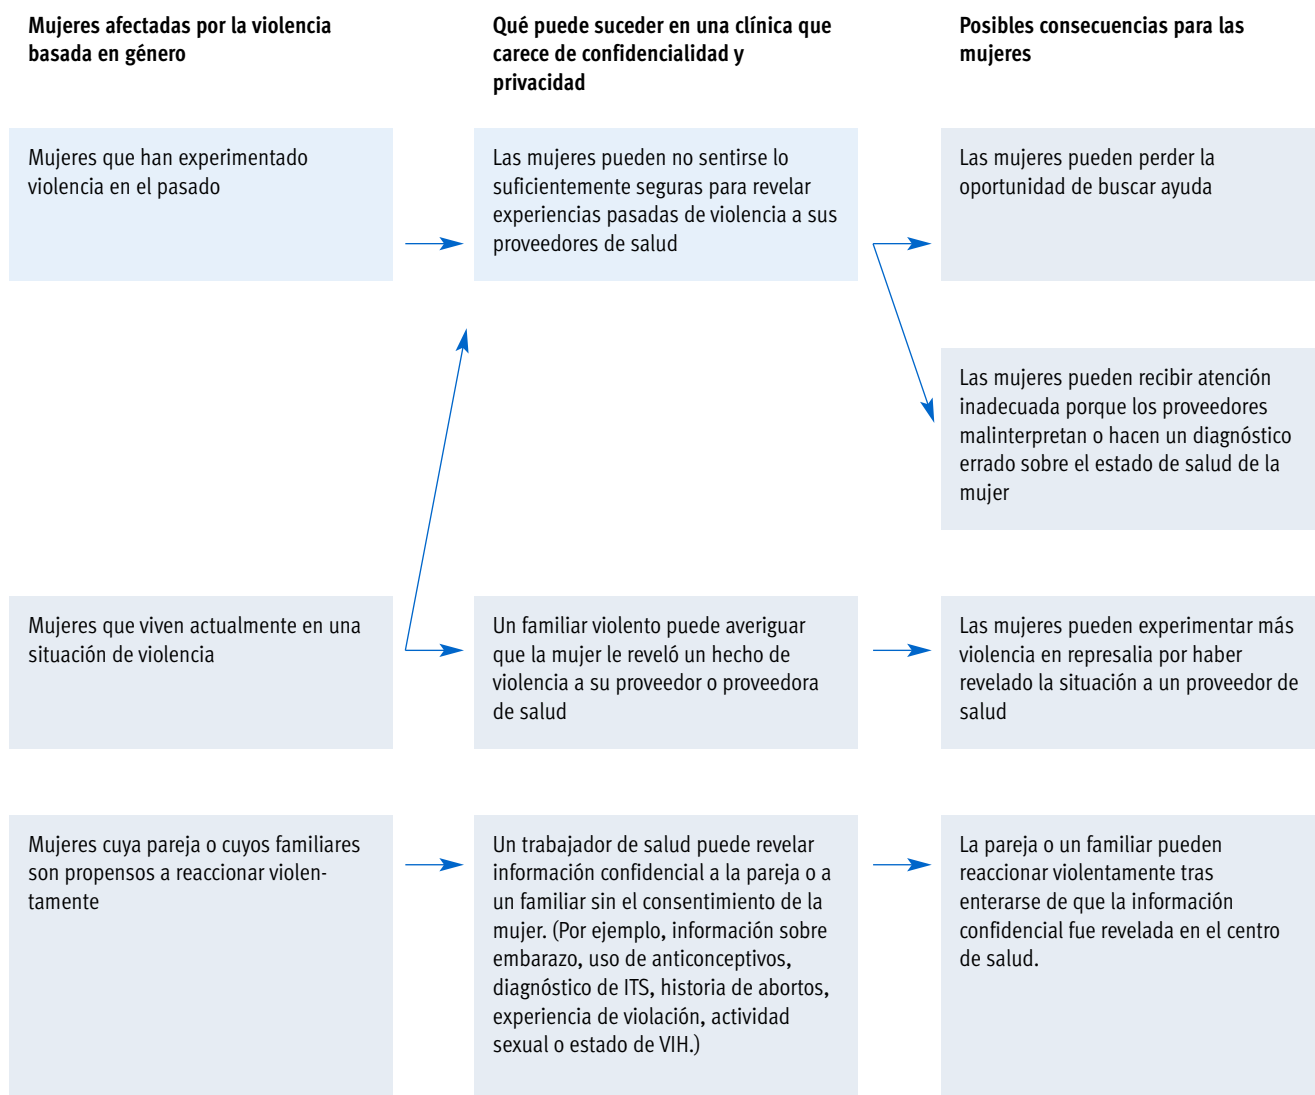 Mujeres afectadas por la violencia
basada en género
Qué puede suceder en una clínica que
carece de confidencialidad y
privacidad
Posibles consecuencias para las
mujeres
Mujeres que han experimentado
violencia en el pasado
Las mujeres pueden no sentirse lo
suficientemente seguras para revelar
experiencias pasadas de violencia a sus
proveedores de salud
Las mujeres pueden perder la
oportunidad de buscar ayuda
Las mujeres pueden recibir atención
inadecuada porque los proveedores
malinterpretan o hacen un diagnóstico
errado sobre el estado de salud de la
mujer
Mujeres que viven actualmente en una
situación de violencia
Un familiar violento puede averiguar
que la mujer le reveló un hecho de
violencia a su proveedor o proveedora
de salud
Las mujeres pueden experimentar más
violencia en represalia por haber
revelado la situación a un proveedor de
salud
Mujeres cuya pareja o cuyos familiares
son propensos a reaccionar violen-
tamente
Un trabajador de salud puede revelar
información confidencial a la pareja o a
un familiar sin el consentimiento de la
mujer. (Por ejemplo, información sobre
embarazo, uso de anticonceptivos,
diagnóstico de ITS, historia de abortos,
experiencia de violación, actividad
sexual o estado de VIH.)
La pareja o un familiar pueden
reaccionar violentamente tras
enterarse de que la información
confidencial fue revelada en el centro
de salud.